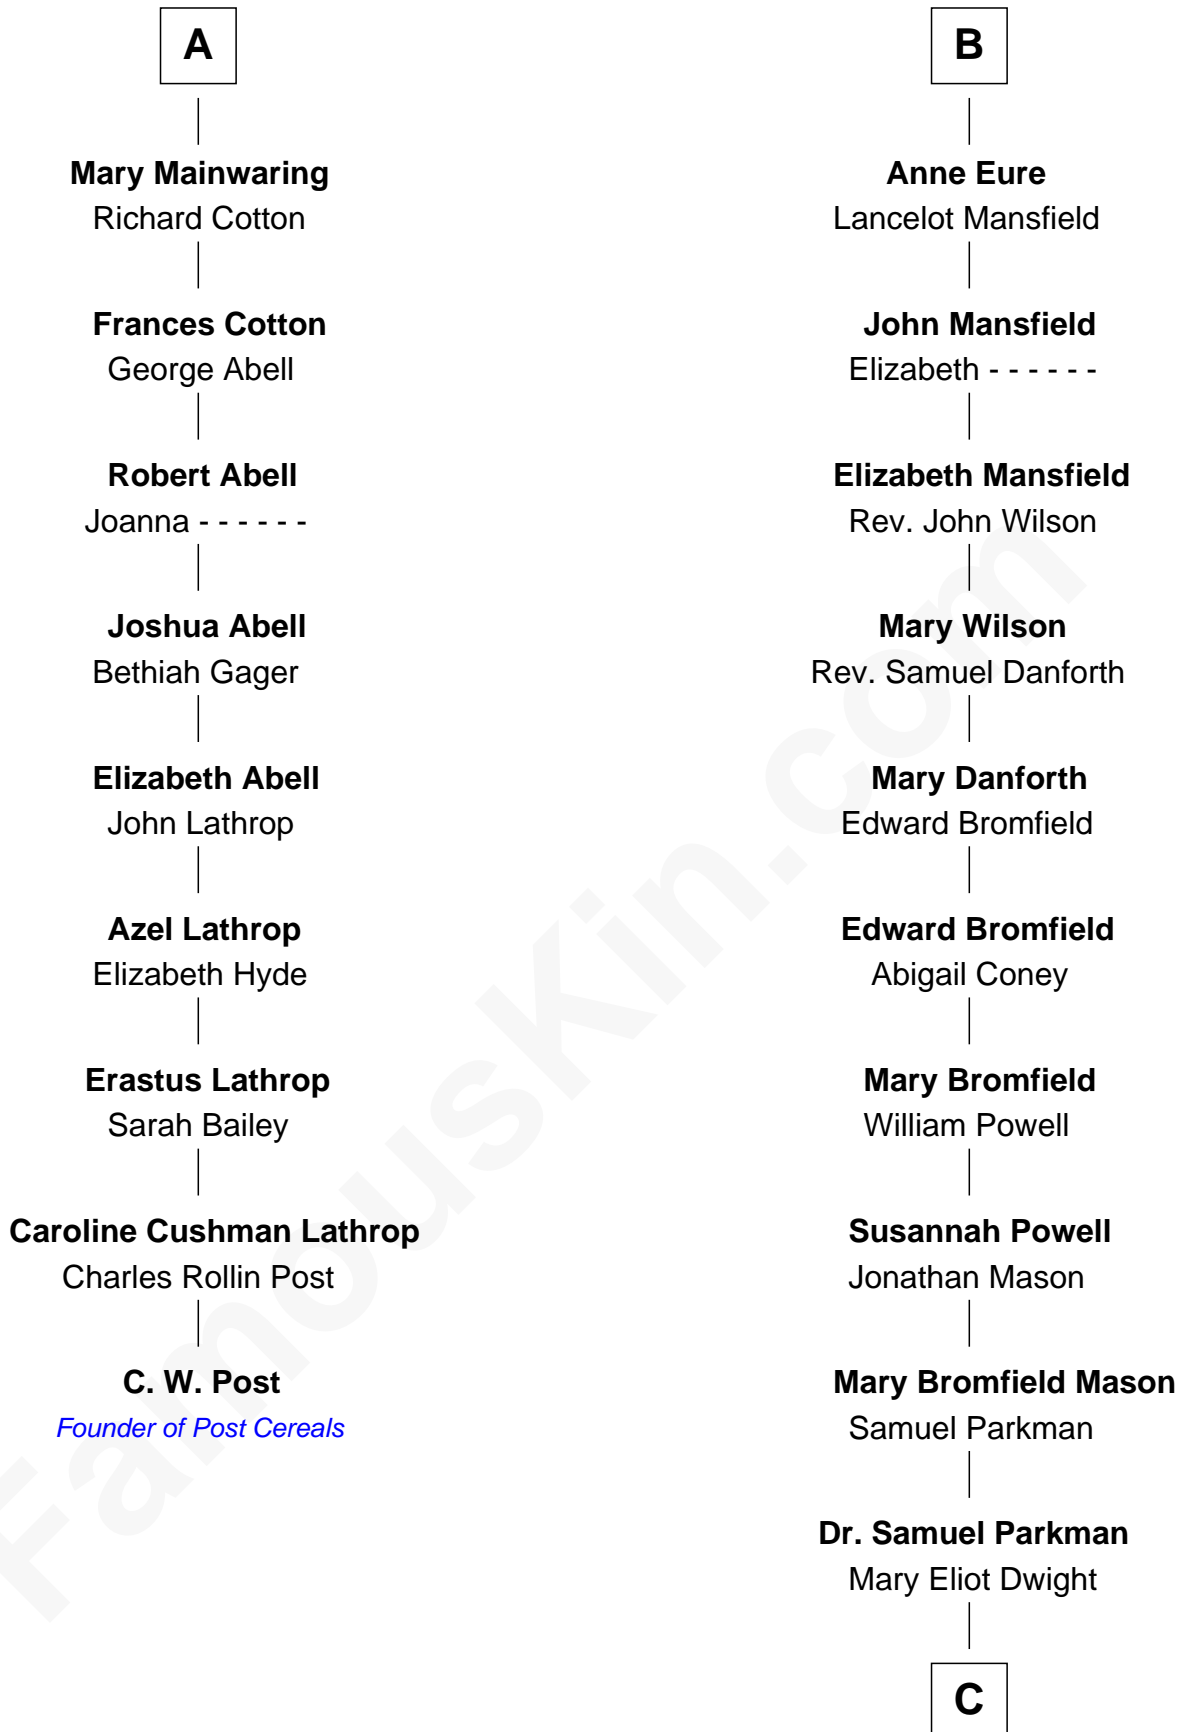 A
Mary Mainwaring
Richard Cotton
Frances Cotton
George Abell
Robert Abell
Joanna - - - - - -
Joshua Abell
Bethiah Gager
Elizabeth Abell
John Lathrop
Azel Lathrop
Elizabeth Hyde
Erastus Lathrop
Sarah Bailey
Caroline Cushman Lathrop
Charles Rollin Post
C. W. Post
Founder of Post Cereals
B
Anne Eure
Lancelot Mansfield
John Mansfield
Elizabeth - - - - - -
Elizabeth Mansfield
Rev. John Wilson
Mary Wilson
Rev. Samuel Danforth
Mary Danforth
Edward Bromfield
Edward Bromfield
Abigail Coney
Mary Bromfield
William Powell
Susannah Powell
Jonathan Mason
Mary Bromfield Mason
Samuel Parkman
Dr. Samuel Parkman
Mary Eliot Dwight
C
FamousKin.com